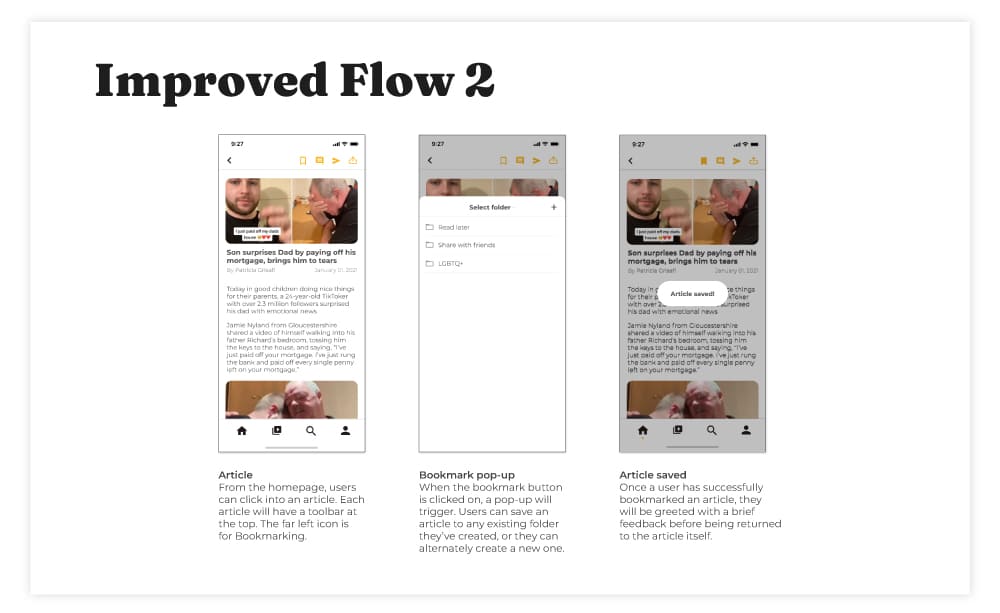 Improved Flow 2
9:27
I just paid off my dads
house
Son surprises Dad by paying off his
mortgage, brings him to tears
By Patricia Grisafi
January 01, 2021
Today in good children doing nice things
for their parents, a 24-year-old TikToker
with over 2.3 million followers surprised
his dad with emotional news
Jamie Nyland from Gloucestershire
shared a video of himself walking into his
father Richard's bedroom, tossing him
the keys to the house, and saying, "I've
just paid off your mortgage. I've just rung
the bank and paid off every single penny
left on your mortgage."
Article
From the homepage, users
can click into an article. Each
article will have a toolbar at
the top. The far left icon is
for Bookmarking.
9:27
Select folder
+
Read later
Share with friends
LGBTQ+
Bookmark pop-up
When the bookmark button
is clicked on, a pop-up will
trigger. Users can save an
article to any existing folder
they've created, or they can
alternately create a new one.
9:27
I just paid off my dads
house
Son surprises Dad by paying off his
mortgage, brings him to tears
By Patricia Grisafi
January 01, 2021
Today in
things
for their
TikToker
with over
surprised
his dad with emotional news
Article saved!
Jamie Nyland from Gloucestershire
shared a video of himself walking into his
father Richard's bedroom, tossing him
the keys to the house, and saying, "I've
just paid off your mortgage. I've just rung
the bank and paid off every single penny
left on your mortgage."
Article saved
Once a user has successfully
bookmarked an article, they
will be greeted with a brief
feedback before being returned
to the article itself.